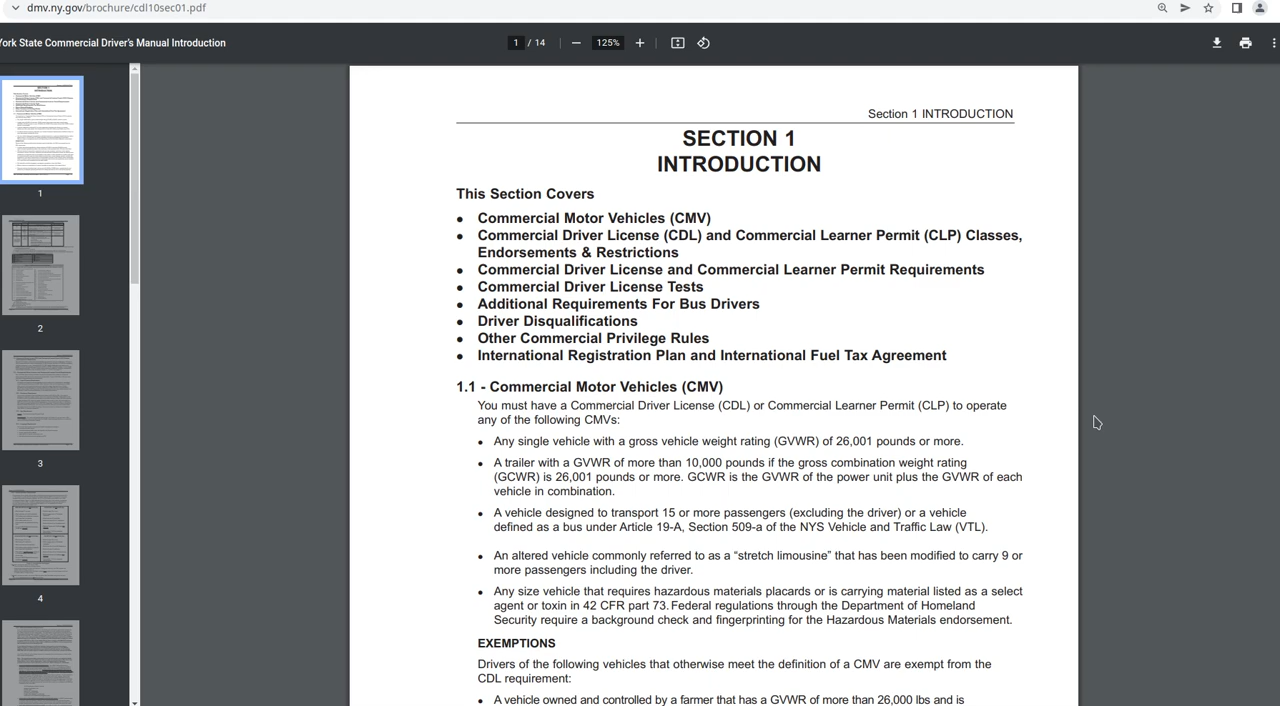 dmv.ny.gov/brochure/cdl10sec01.pdf
York State Commercial Driver's Manual Introduction
1 / 14
125%
1
2
3
4
Section 1 INTRODUCTION
SECTION 1
INTRODUCTION
This Section Covers
• Commercial Motor Vehicles (CMV)
• Commercial Driver License (CDL) and Commercial Learner Permit (CLP) Classes,
Endorsements & Restrictions
• Commercial Driver License and Commercial Learner Permit Requirements
• Commercial Driver License Tests
• Additional Requirements For Bus Drivers
• Driver Disqualifications
• Other Commercial Privilege Rules
• International Registration Plan and International Fuel Tax Agreement
1.1 - Commercial Motor Vehicles (CMV)
You must have a Commercial Driver License (CDL) or Commercial Learner Permit (CLP) to operate
any of the following CMVs:
• Any single vehicle with a gross vehicle weight rating (GVWR) of 26,001 pounds or more.
• A trailer with a GVWR of more than 10,000 pounds if the gross combination weight rating
(GCWR) is 26,001 pounds or more. GCWR is the GVWR of the power unit plus the GVWR of each
vehicle in combination.
• A vehicle designed to transport 15 or more passengers (excluding the driver) or a vehicle
defined as a bus under Article 19-A, Section 509-a of the NYS Vehicle and Traffic Law (VTL).
• An altered vehicle commonly referred to as a “stretch limousine” that has been modified to carry 9 or
more passengers including the driver.
• Any size vehicle that requires hazardous materials placards or is carrying material listed as a select
agent or toxin in 42 CFR part 73. Federal regulations through the Department of Homeland
Security require a background check and fingerprinting for the Hazardous Materials endorsement.
EXEMPTIONS
Drivers of the following vehicles that otherwise meet the definition of a CMV are exempt from the
CDL requirement:
• A vehicle owned and controlled by a farmer that has a GVWR of more than 26,000 lbs and is